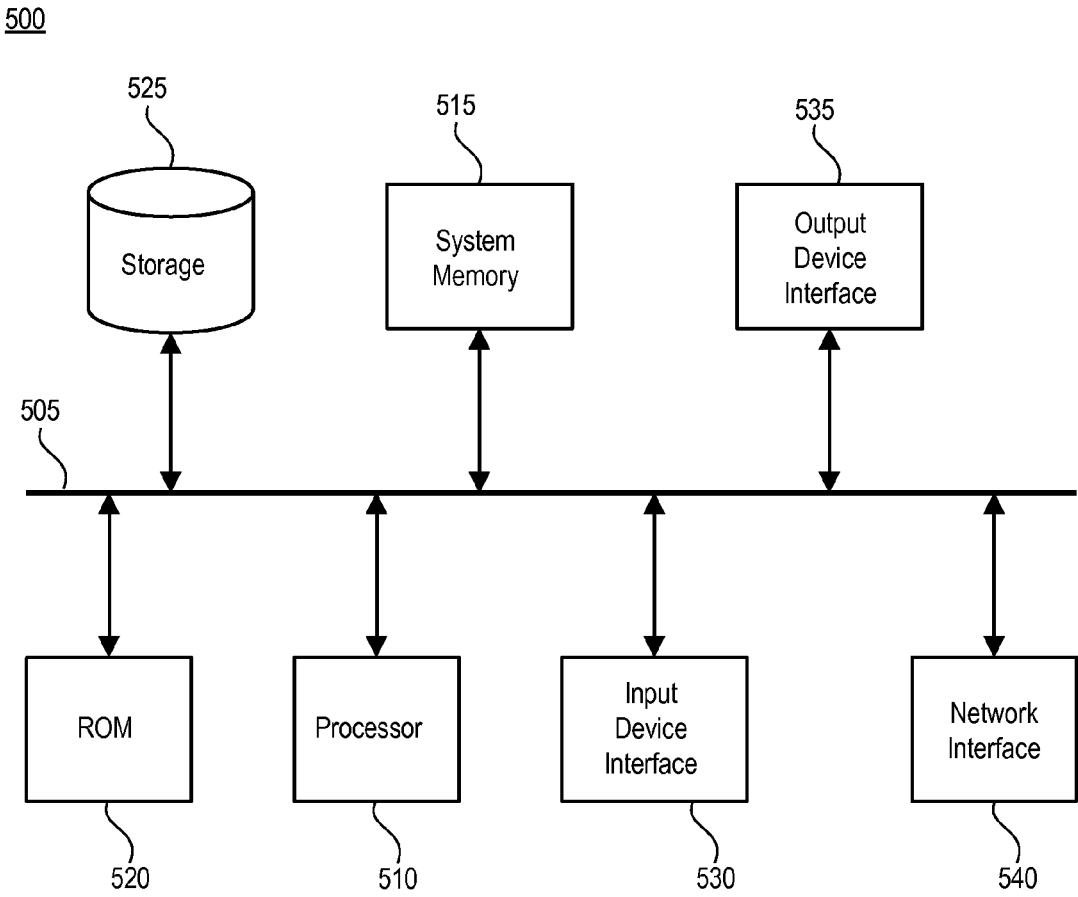 500
525
515
535
Storage
System
Memory
Output
Device
Interface
505
ROM
Processor
Input
Device
Interface
Network
Interface
520
510
530
540